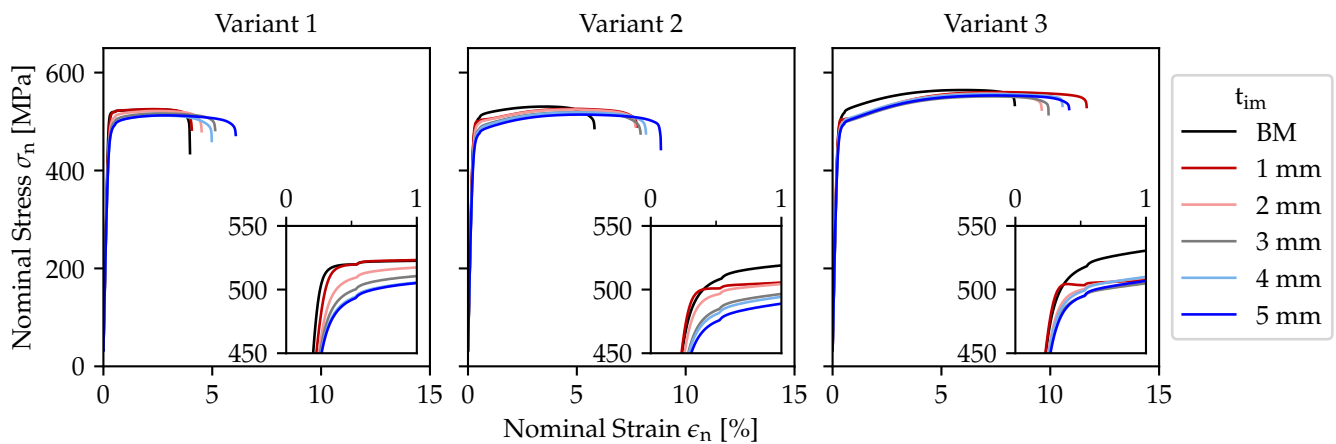 Variant 1
Variant 2
Variant 3
Nominal Stress σn [MPa]
600
400
200
0
0 1
550
500
450
0 1
550
500
450
0 1
550
500
450
0 5 10 15
0 5 10 15
0 5 10 15
Nominal Strain ϵn [%]
tim
BM
1 mm
2 mm
3 mm
4 mm
5 mm